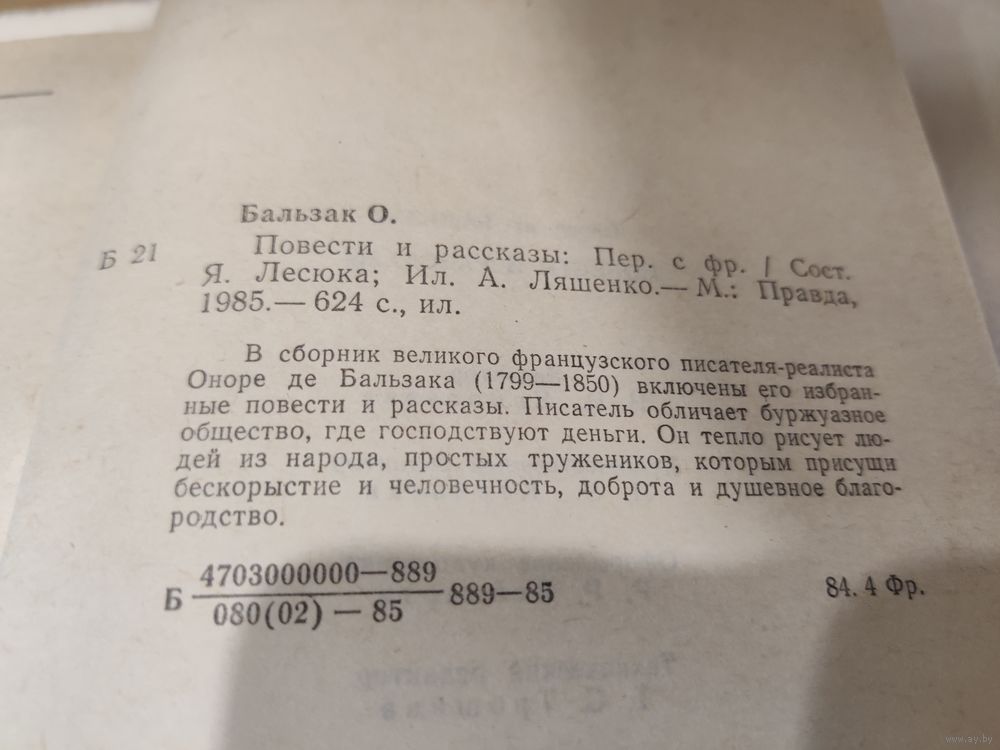 Бальзак О.
Б 21
Повести и рассказы: Пер. с фр. / Сост.
Я. Лесюка; Ил. А. Ляшенко.— М.: Правда,
1985.— 624 с., ил.
В сборник великого французского писателя-реалиста
Оноре де Бальзака (1799—1850) включены его избран-
ные повести и рассказы. Писатель обличает буржуазное
общество, где господствуют деньги. Он тепло рисует лю-
дей из народа, простых тружеников, которым присущи
бескорыстие и человечность, доброта и душевное благо-
родство.
4703000000—889
Б 889—85 84.4 Фр.
080(02) — 85
www.ay.by